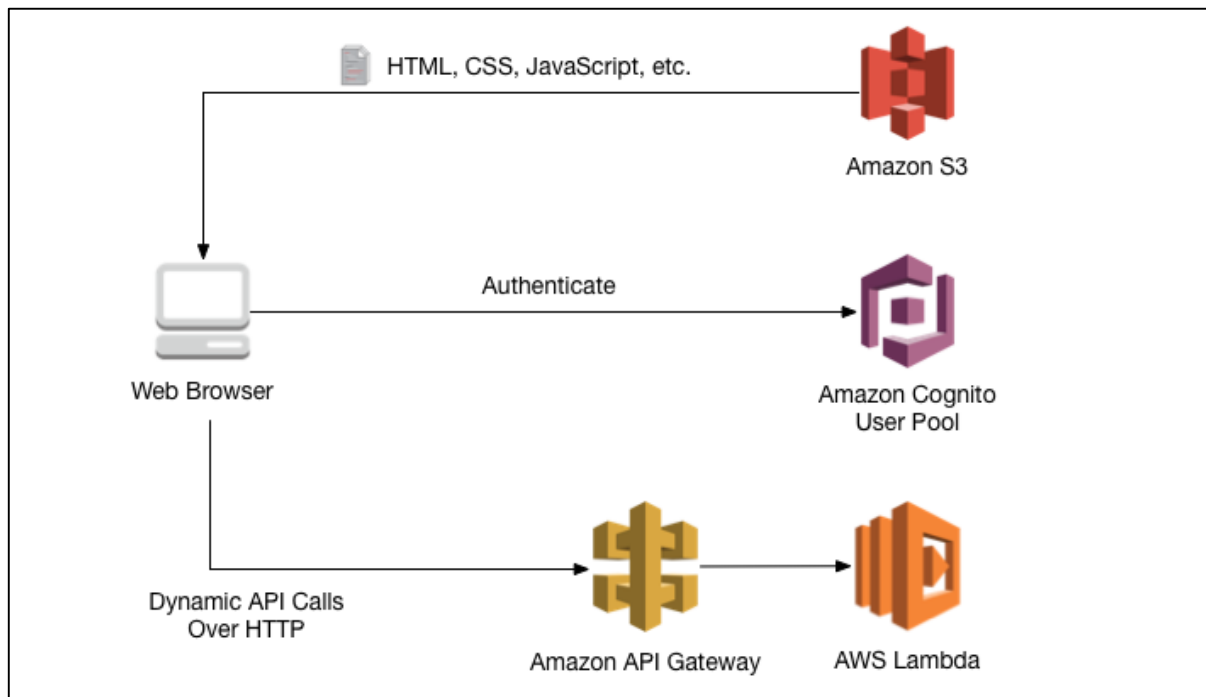 HTML, CSS, JavaScript, etc.
Amazon S3
Authenticate
Web Browser
Amazon Cognito
User Pool
Dynamic API Calls
Over HTTP
Amazon API Gateway
AWS Lambda